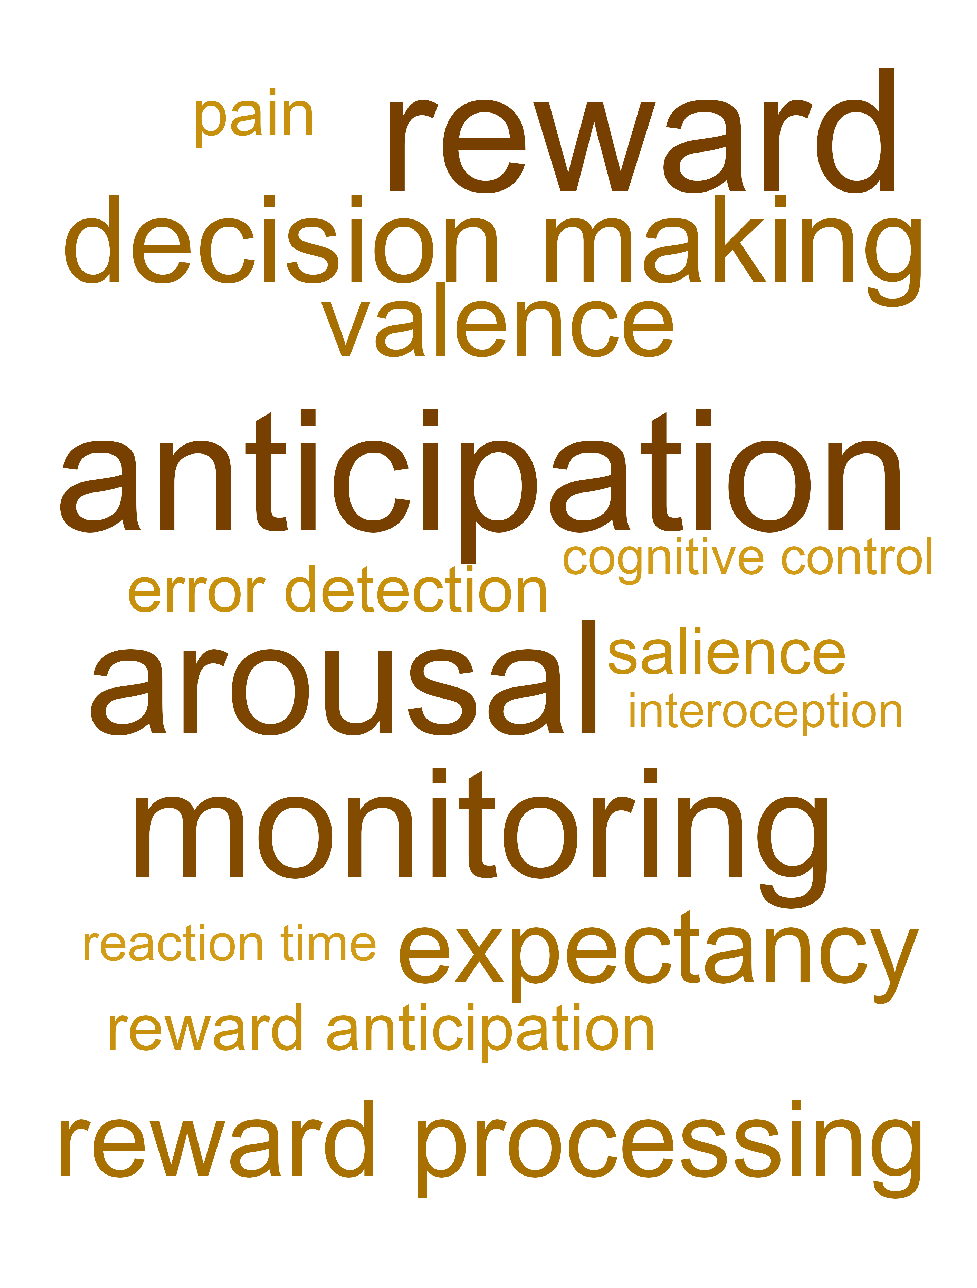 pain
reward
decision making
valence
anticipation
cognitive control
error detection
arousal
salience
interoception
monitoring
reaction time
expectancy
reward anticipation
reward processing